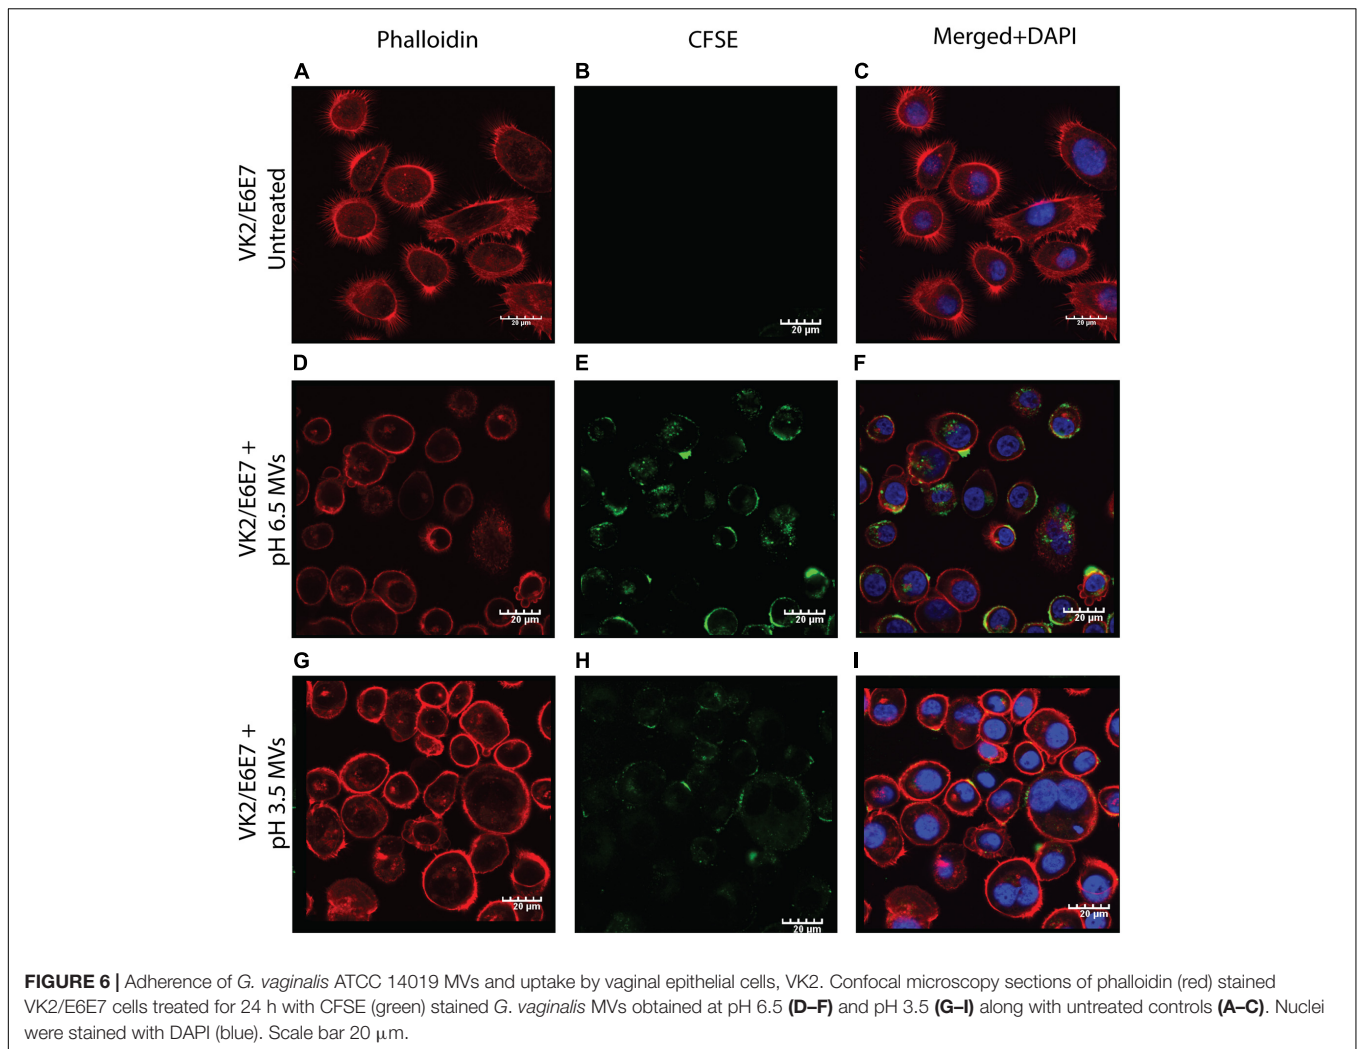 Phalloidin CFSE Merged+DAPI
A B C
VK2/E6E7
Untreated
20 µm 20 µm 20 µm
D E F
VK2/E6E7 +
pH 6.5 MVs
20 µm 20 µm 20 µm
G H I
VK2/E6E7 +
pH 3.5 MVs
20 µm 20 µm 20 µm
FIGURE 6 | Adherence of G. vaginalis ATCC 14019 MVs and uptake by vaginal epithelial cells, VK2. Confocal microscopy sections of phalloidin (red) stained
VK2/E6E7 cells treated for 24 h with CFSE (green) stained G. vaginalis MVs obtained at pH 6.5 (D–F) and pH 3.5 (G–I) along with untreated controls (A–C). Nuclei
were stained with DAPI (blue). Scale bar 20 µm.